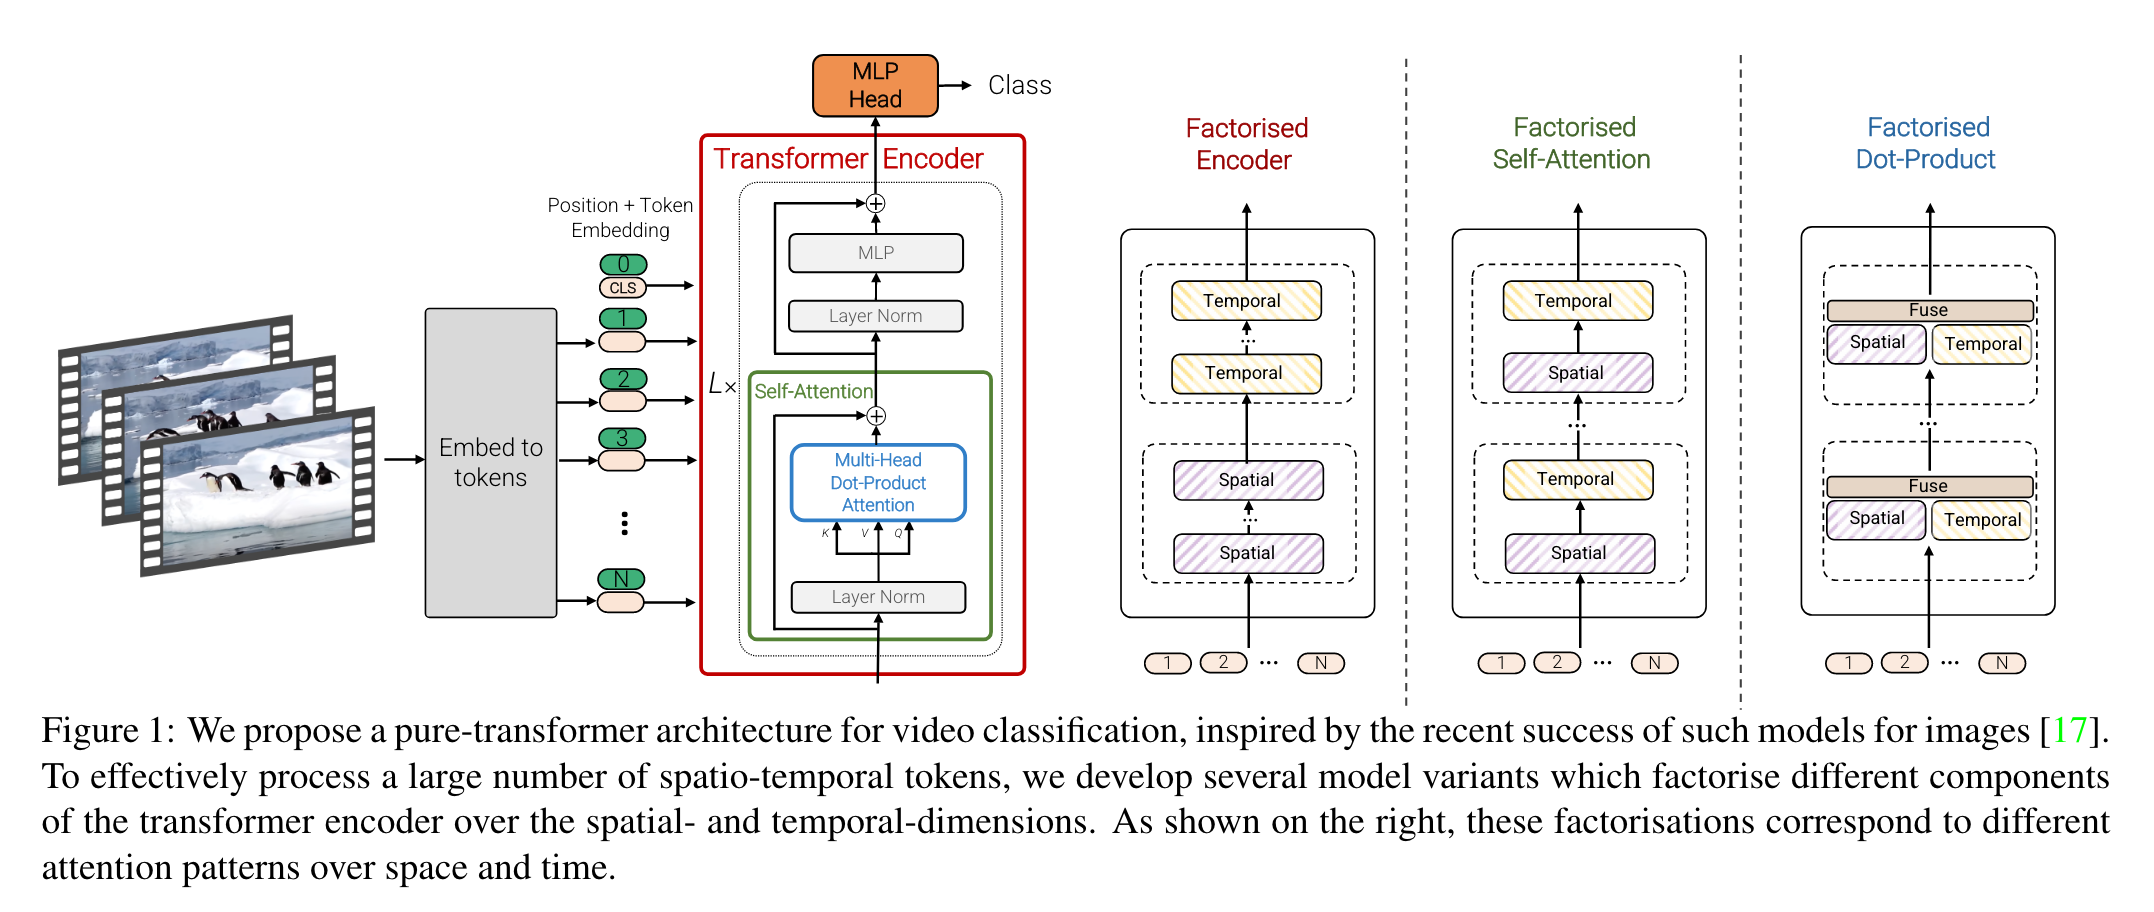 MLP
Head
Class
Transformer Encoder
Position + Token
Embedding
0
CLS
1
2
3
N
Embed to
tokens
L×
MLP
Layer Norm
Self-Attention
Multi-Head
Dot-Product
Attention
K V Q
Layer Norm
Factorised
Encoder
Temporal
...
Temporal
Spatial
...
Spatial
1 2 ... N
Factorised
Self-Attention
Temporal
Spatial
...
Temporal
Spatial
1 2 ... N
Factorised
Dot-Product
Fuse
Spatial Temporal
...
Fuse
Spatial Temporal
1 2 ... N
Figure 1: We propose a pure-transformer architecture for video classification, inspired by the recent success of such models for images [17].
To effectively process a large number of spatio-temporal tokens, we develop several model variants which factorise different components
of the transformer encoder over the spatial- and temporal-dimensions. As shown on the right, these factorisations correspond to different
attention patterns over space and time.